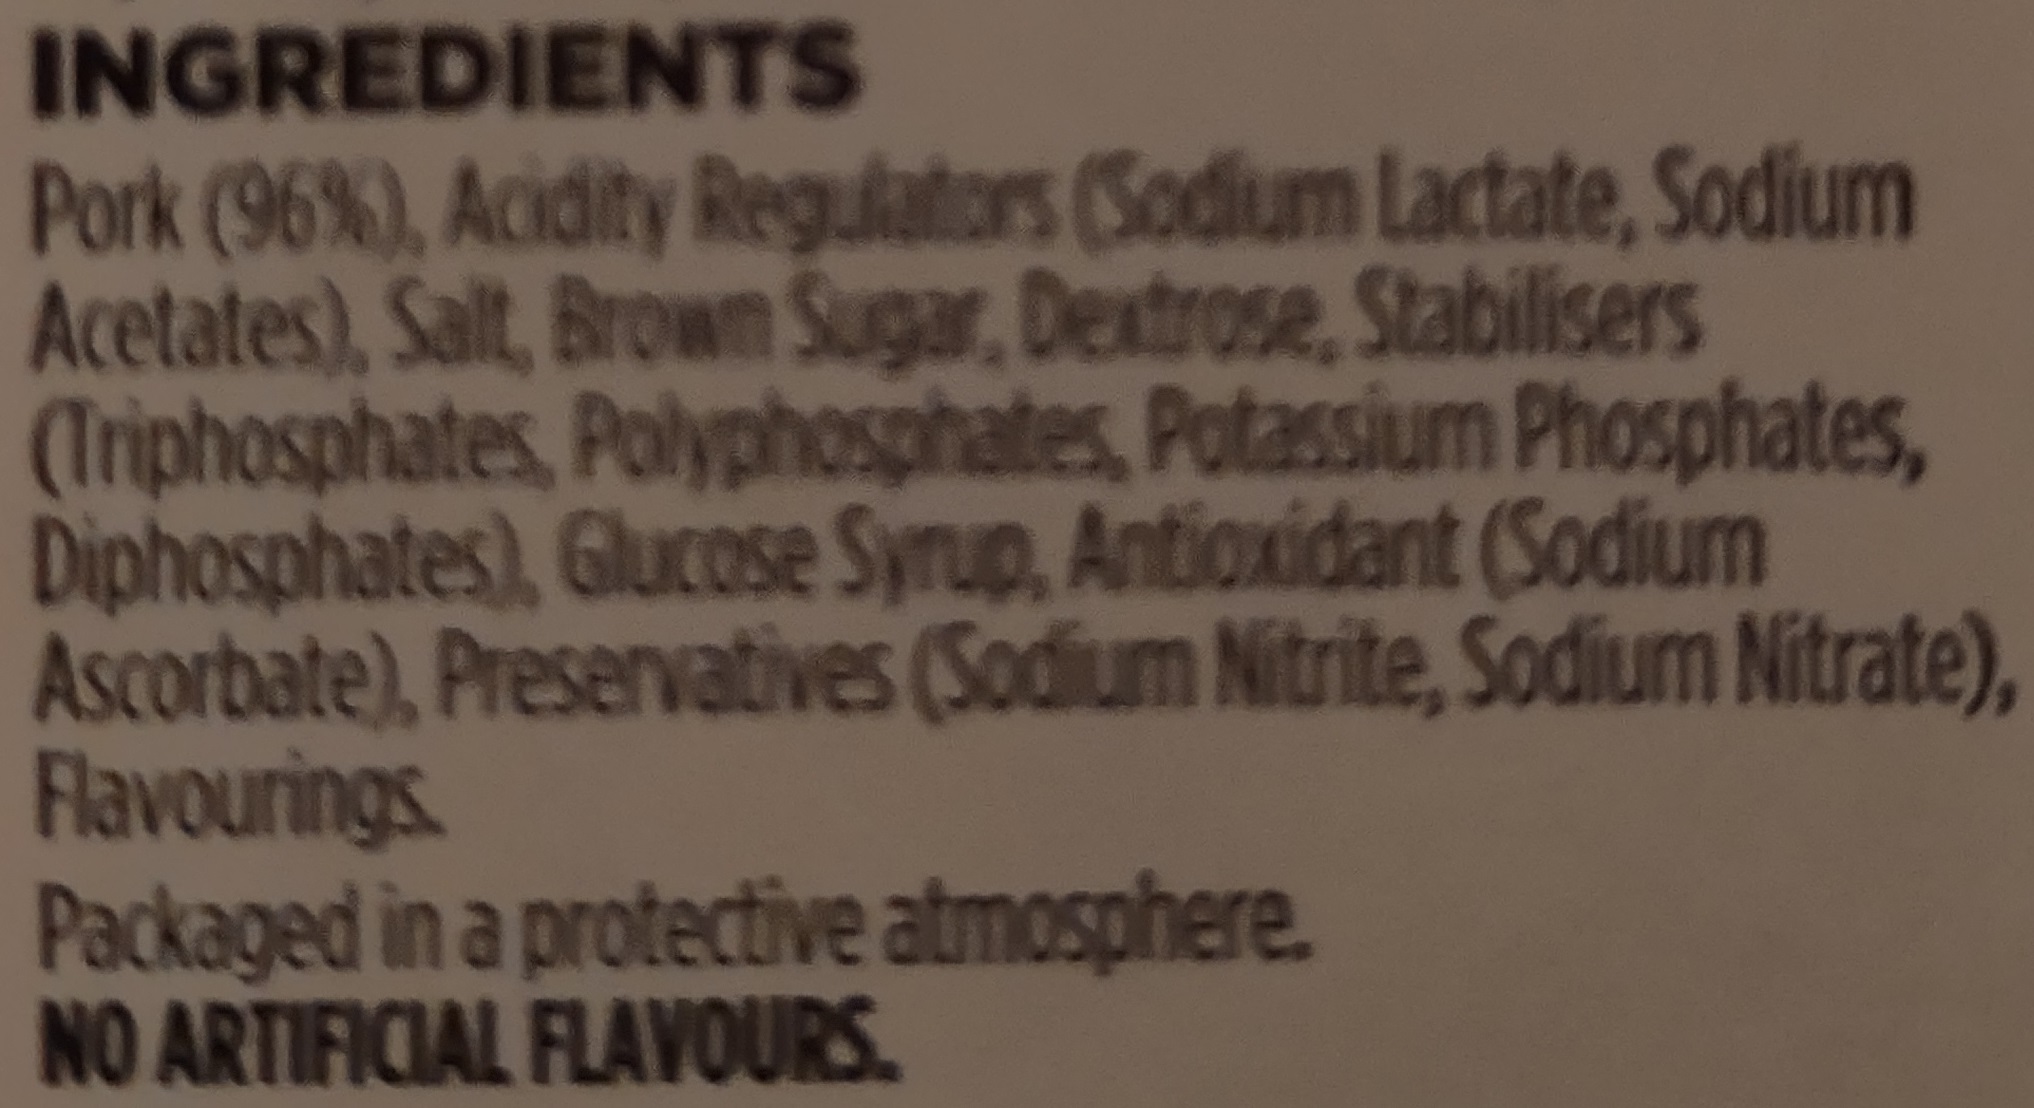 INGREDIENTS
Pork (96%), Acidity Regulators (Sodium Lactate, Sodium
Acetates), Salt, Brown Sugar, Dextrose, Stabilisers
(Triphosphates, Polyphosphates, Potassium Phosphates,
Diphosphates), Glucose Syrup, Antioxidant (Sodium
Ascorbate), Preservatives (Sodium Nitrite, Sodium Nitrate),
Flavourings.
Packaged in a protective atmosphere.
NO ARTIFICIAL FLAVOURS.